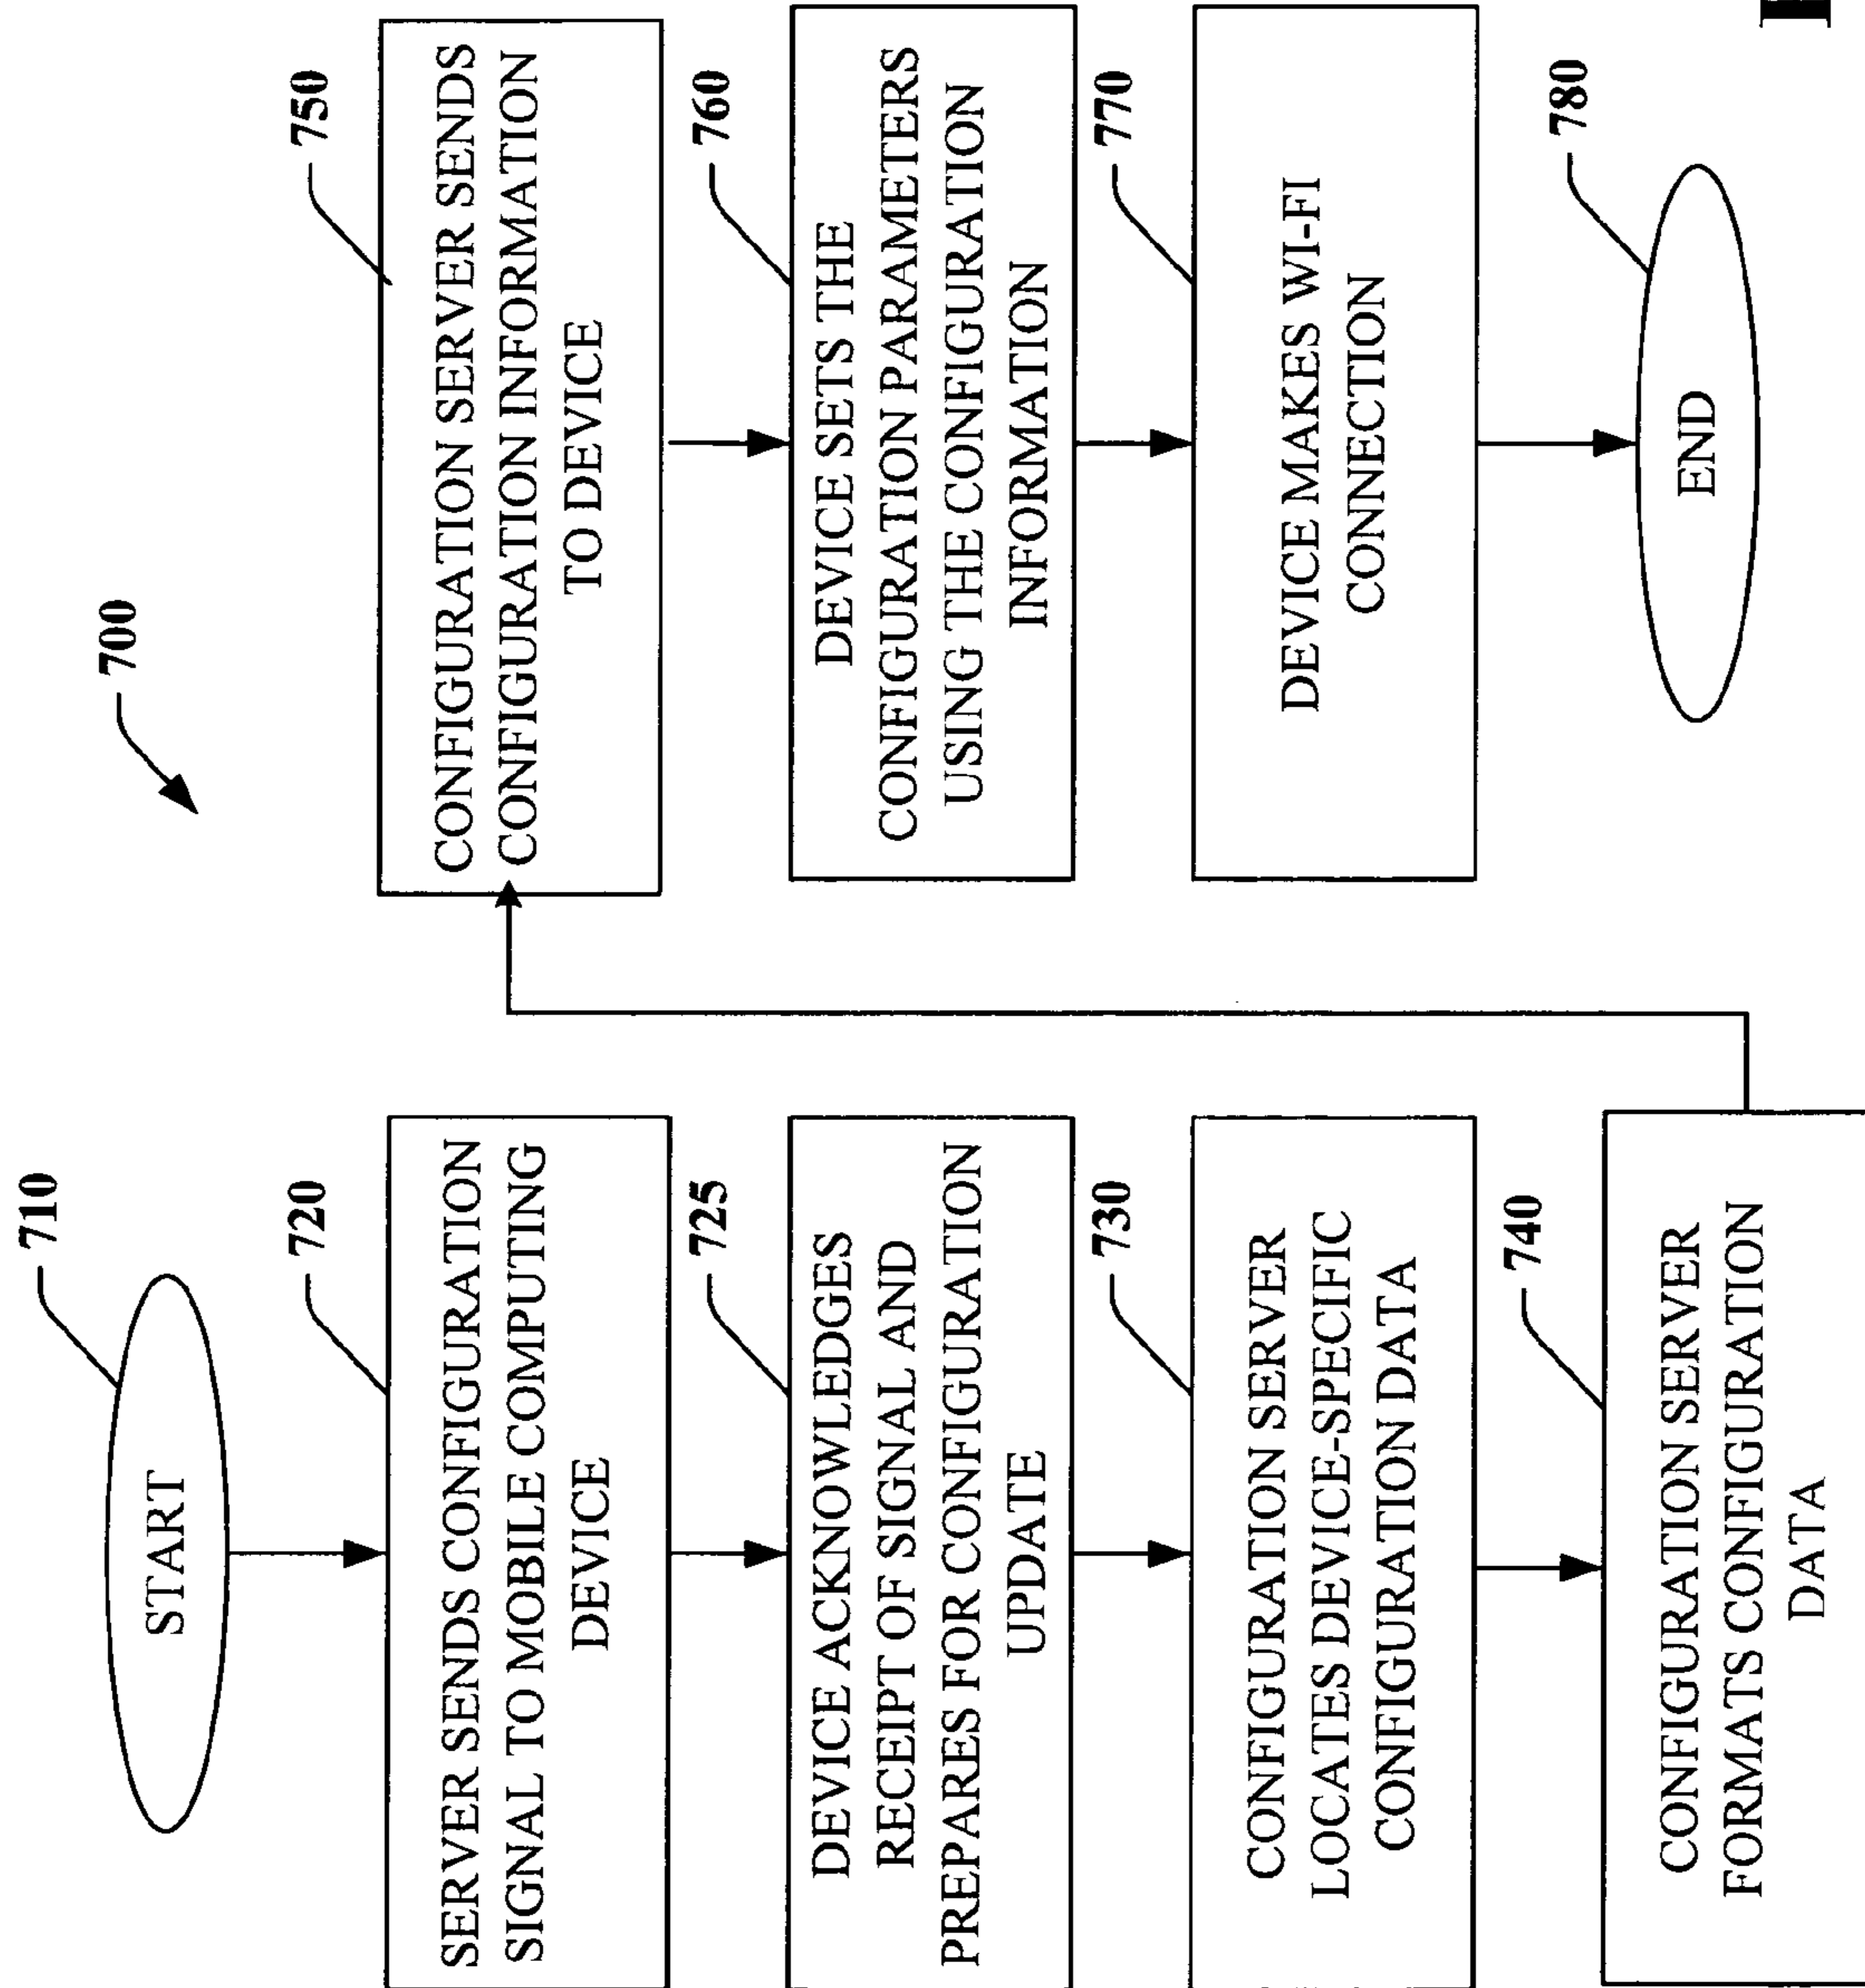 700
710
START
720
SERVER SENDS CONFIGURATION
SIGNAL TO MOBILE COMPUTING
DEVICE
725
DEVICE ACKNOWLEDGES
RECEIPT OF SIGNAL AND
PREPARES FOR CONFIGURATION
UPDATE
730
CONFIGURATION SERVER
LOCATES DEVICE-SPECIFIC
CONFIGURATION DATA
740
CONFIGURATION SERVER
FORMATS CONFIGURATION
DATA
750
CONFIGURATION SERVER SENDS
CONFIGURATION INFORMATION
TO DEVICE
760
DEVICE SETS THE
CONFIGURATION PARAMETERS
USING THE CONFIGURATION
INFORMATION
770
DEVICE MAKES WI-FI
CONNECTION
780
END